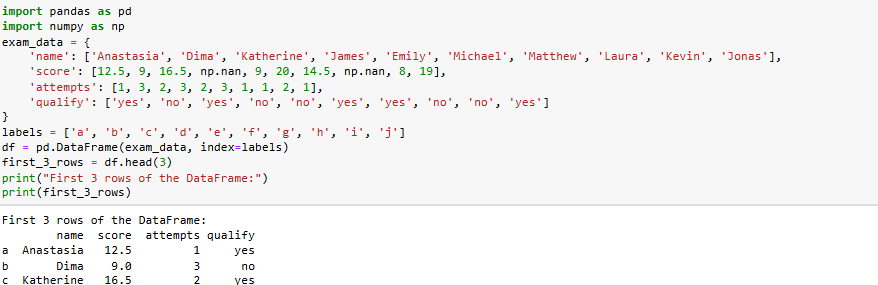 import pandas as pd
import numpy as np
exam_data = {
    'name': ['Anastasia', 'Dima', 'Katherine', 'James', 'Emily', 'Michael', 'Matthew', 'Laura', 'Kevin', 'Jonas'],
    'score': [12.5, 9, 16.5, np.nan, 9, 20, 14.5, np.nan, 8, 19],
    'attempts': [1, 3, 2, 3, 2, 3, 1, 1, 2, 1],
    'qualify': ['yes', 'no', 'yes', 'no', 'no', 'yes', 'yes', 'no', 'no', 'yes']
}
labels = ['a', 'b', 'c', 'd', 'e', 'f', 'g', 'h', 'i', 'j']
df = pd.DataFrame(exam_data, index=labels)
first_3_rows = df.head(3)
print("First 3 rows of the DataFrame:")
print(first_3_rows)
First 3 rows of the DataFrame:
        name  score  attempts qualify
a  Anastasia   12.5         1     yes
b       Dima    9.0         3      no
c  Katherine   16.5         2     yes